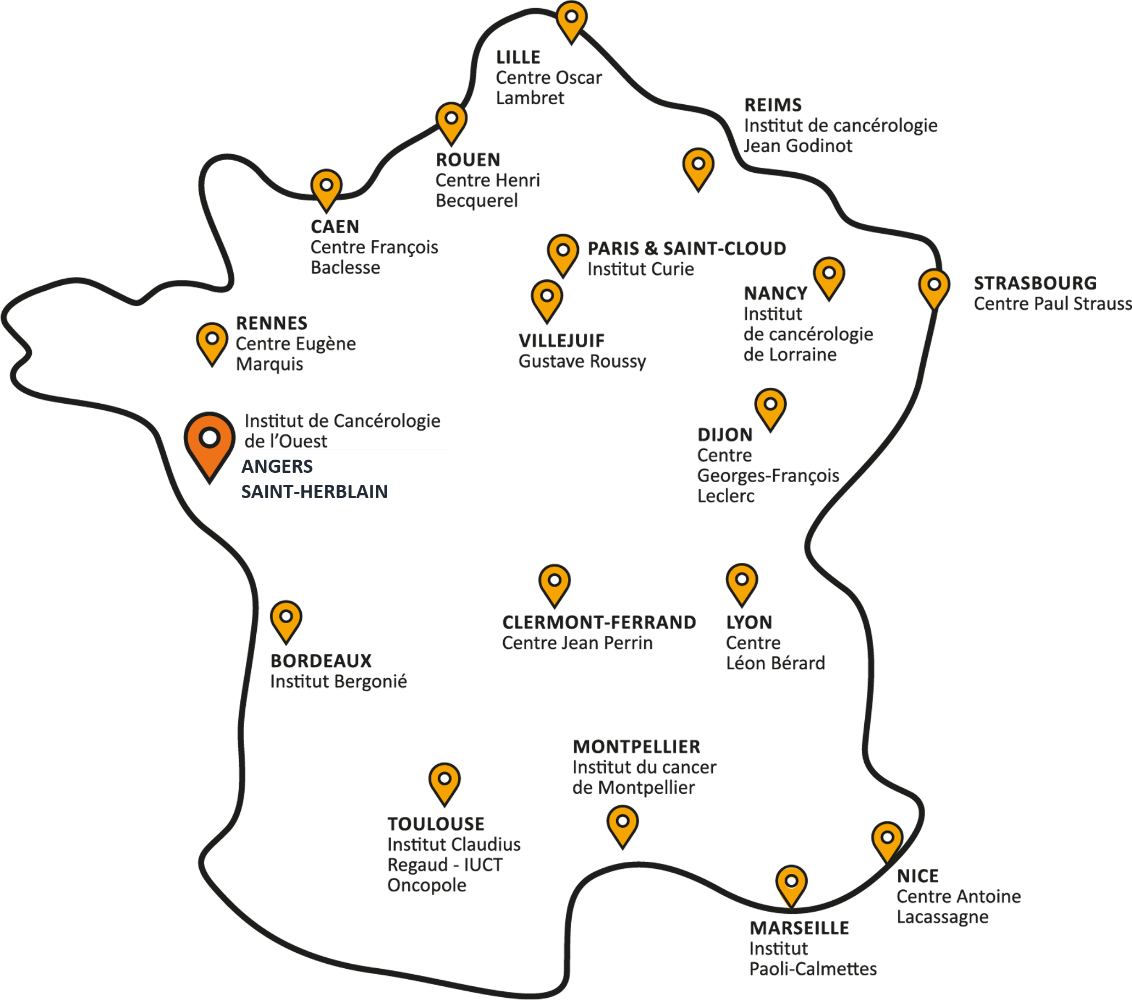 LILLE
Centre Oscar
Lambret
REIMS
Institut de cancérologie
Jean Godinot
ROUEN
Centre Henri
Becquerel
CAEN
Centre François
Baclesse
PARIS & SAINT-CLOUD
Institut Curie
NANCY
Institut
de cancérologie
de Lorraine
STRASBOURG
Centre Paul Strauss
RENNES
Centre Eugène
Marquis
VILLEJUIF
Gustave Roussy
Institut de Cancérologie
de l'Ouest
ANGERS
SAINT-HERBLAIN
DIJON
Centre
Georges-François
Leclerc
CLERMONT-FERRAND
Centre Jean Perrin
LYON
Centre
Léon Bérard
BORDEAUX
Institut Bergonié
MONTPELLIER
Institut du cancer
de Montpellier
TOULOUSE
Institut Claudius
Regaud - IUCT
Oncopole
NICE
Centre Antoine
Lacassagne
MARSEILLE
Institut
Paoli-Calmettes